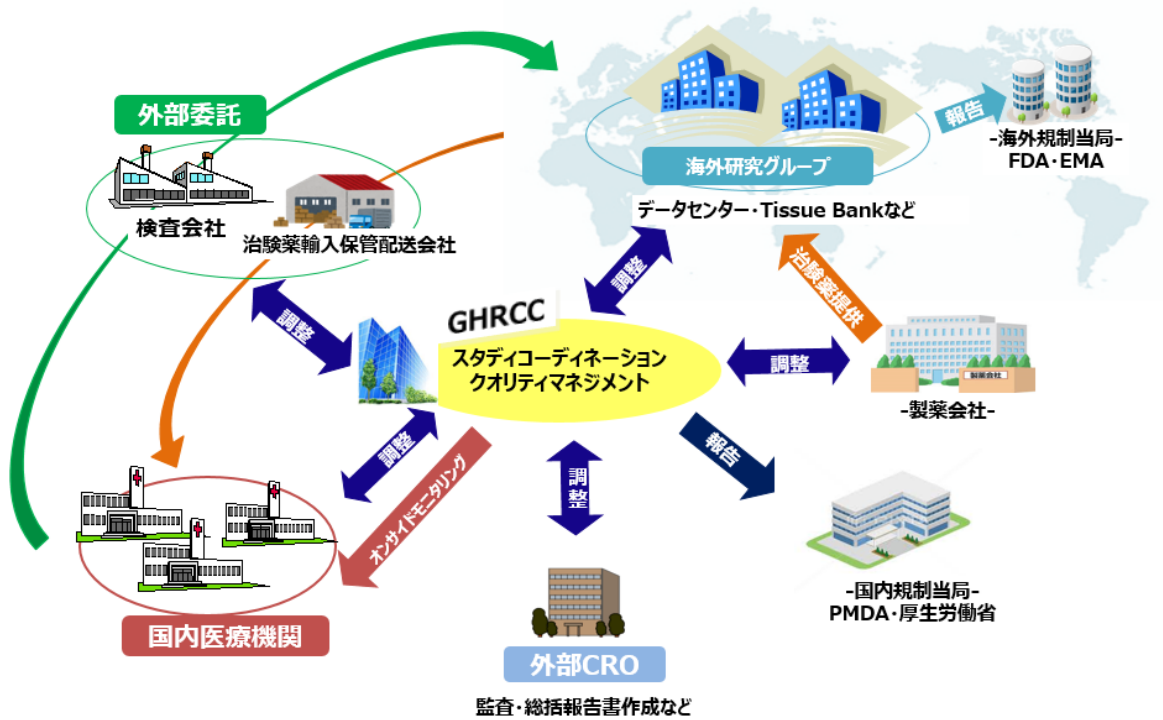 外部委託
検査会社
治験薬輸入保管配送会社
海外研究グループ
データセンター・Tissue Bankなど
報告
-海外規制当局-
FDA・EMA
調整
調整
治験薬提供
GHRCC
スタディコーディネーション
クオリティマネジメント
調整
製薬会社
-製薬会社-
調整
オンサイドモニタリング
調整
報告
-国内規制当局-
PMDA・厚生労働省
国内医療機関
外部CRO
監査・総括報告書作成など